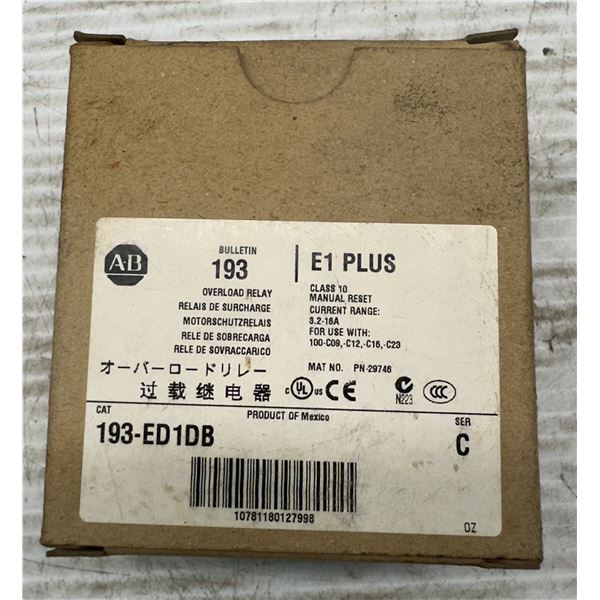 AB
BULLETIN
193
E1 PLUS
OVERLOAD RELAY
RELAIS DE SURCHARGE
MOTORSCHUTZRELAIS
RELE DE SOBRECARGA
RELE DE SOVRACCARICO
オーバーロードリレー
过载继电器
CLASS 10
MANUAL RESET
CURRENT RANGE:
3.2-16A
FOR USE WITH:
100-C09,-C12,-C16,-C23
MAT NO. PN-29746
c UL us CE N223 CCC
PRODUCT OF Mexico
CAT
193-ED1DB
SER
C
10781180127998
OZ